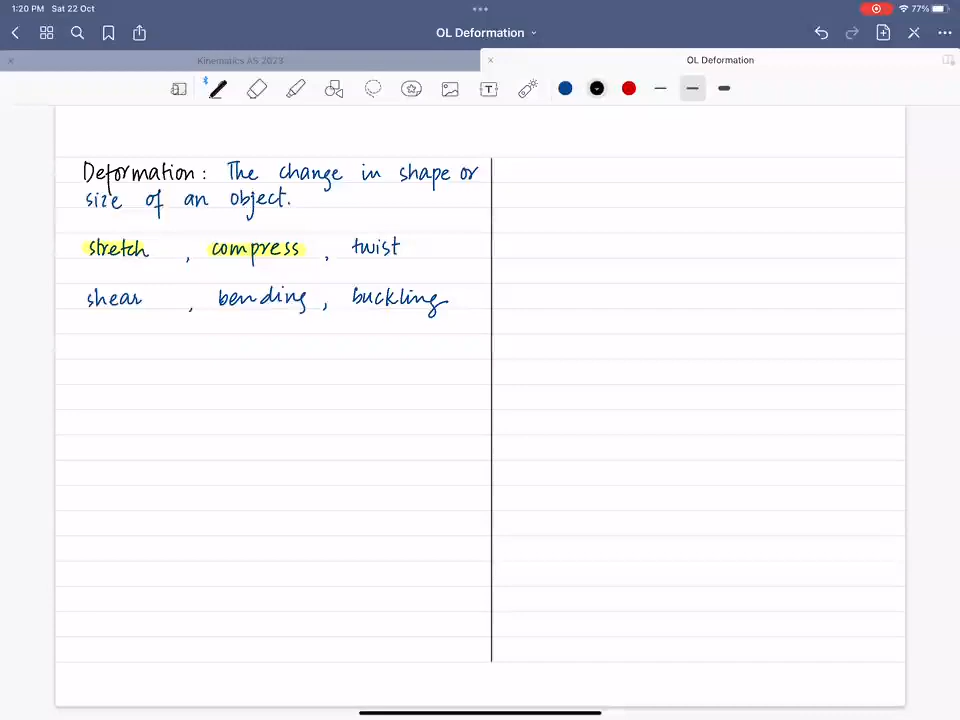 1:20 PM Sat 22 Oct
77%
OL Deformation
Kinematics AS 2023
OL Deformation
Deformation: The change in shape or
size of an object.
stretch , compress , twist
shear , bending , buckling